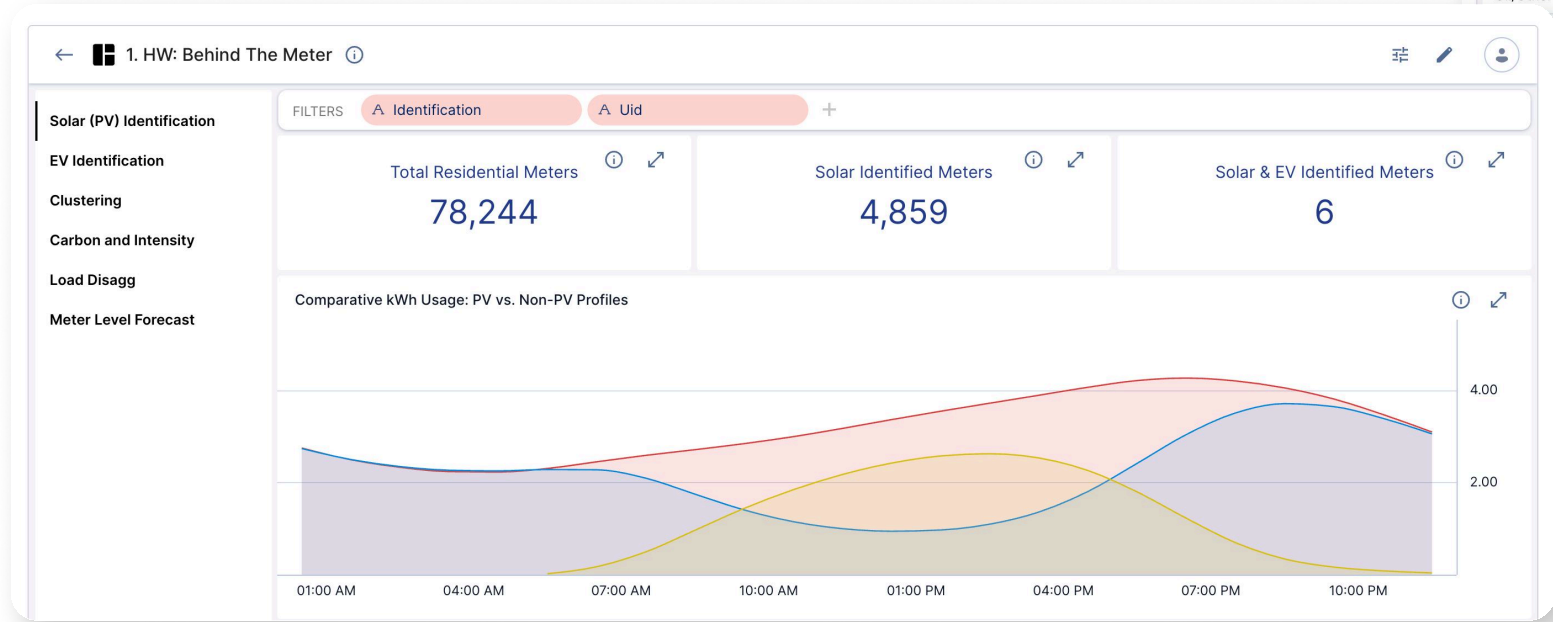 1. HW: Behind The Meter
Solar (PV) Identification
EV Identification
Clustering
Carbon and Intensity
Load Disagg
Meter Level Forecast
FILTERS A Identification A Uid +
Total Residential Meters
78,244
Solar Identified Meters
4,859
Solar & EV Identified Meters
6
Comparative kWh Usage: PV vs. Non-PV Profiles
4.00
2.00
01:00 AM 04:00 AM 07:00 AM 10:00 AM 01:00 PM 04:00 PM 07:00 PM 10:00 PM